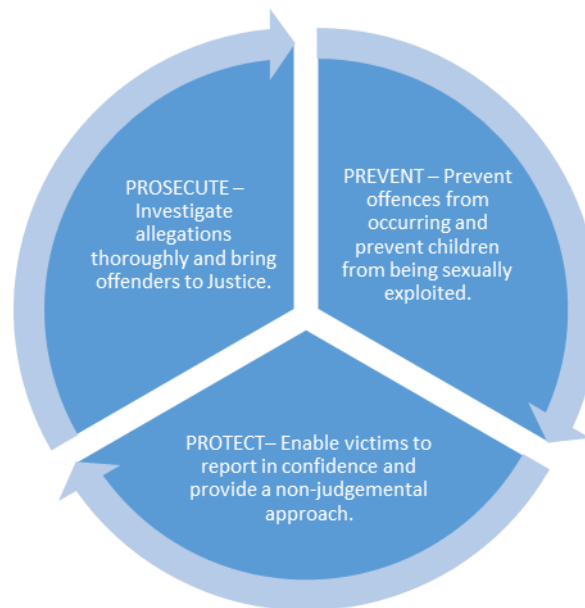 PROSECUTE –
Investigate
allegations
thoroughly and bring
offenders to Justice.
PREVENT – Prevent
offences from
occurring and
prevent children
from being sexually
exploited.
PROTECT– Enable victims to
report in confidence and
provide a non-judgemental
approach.